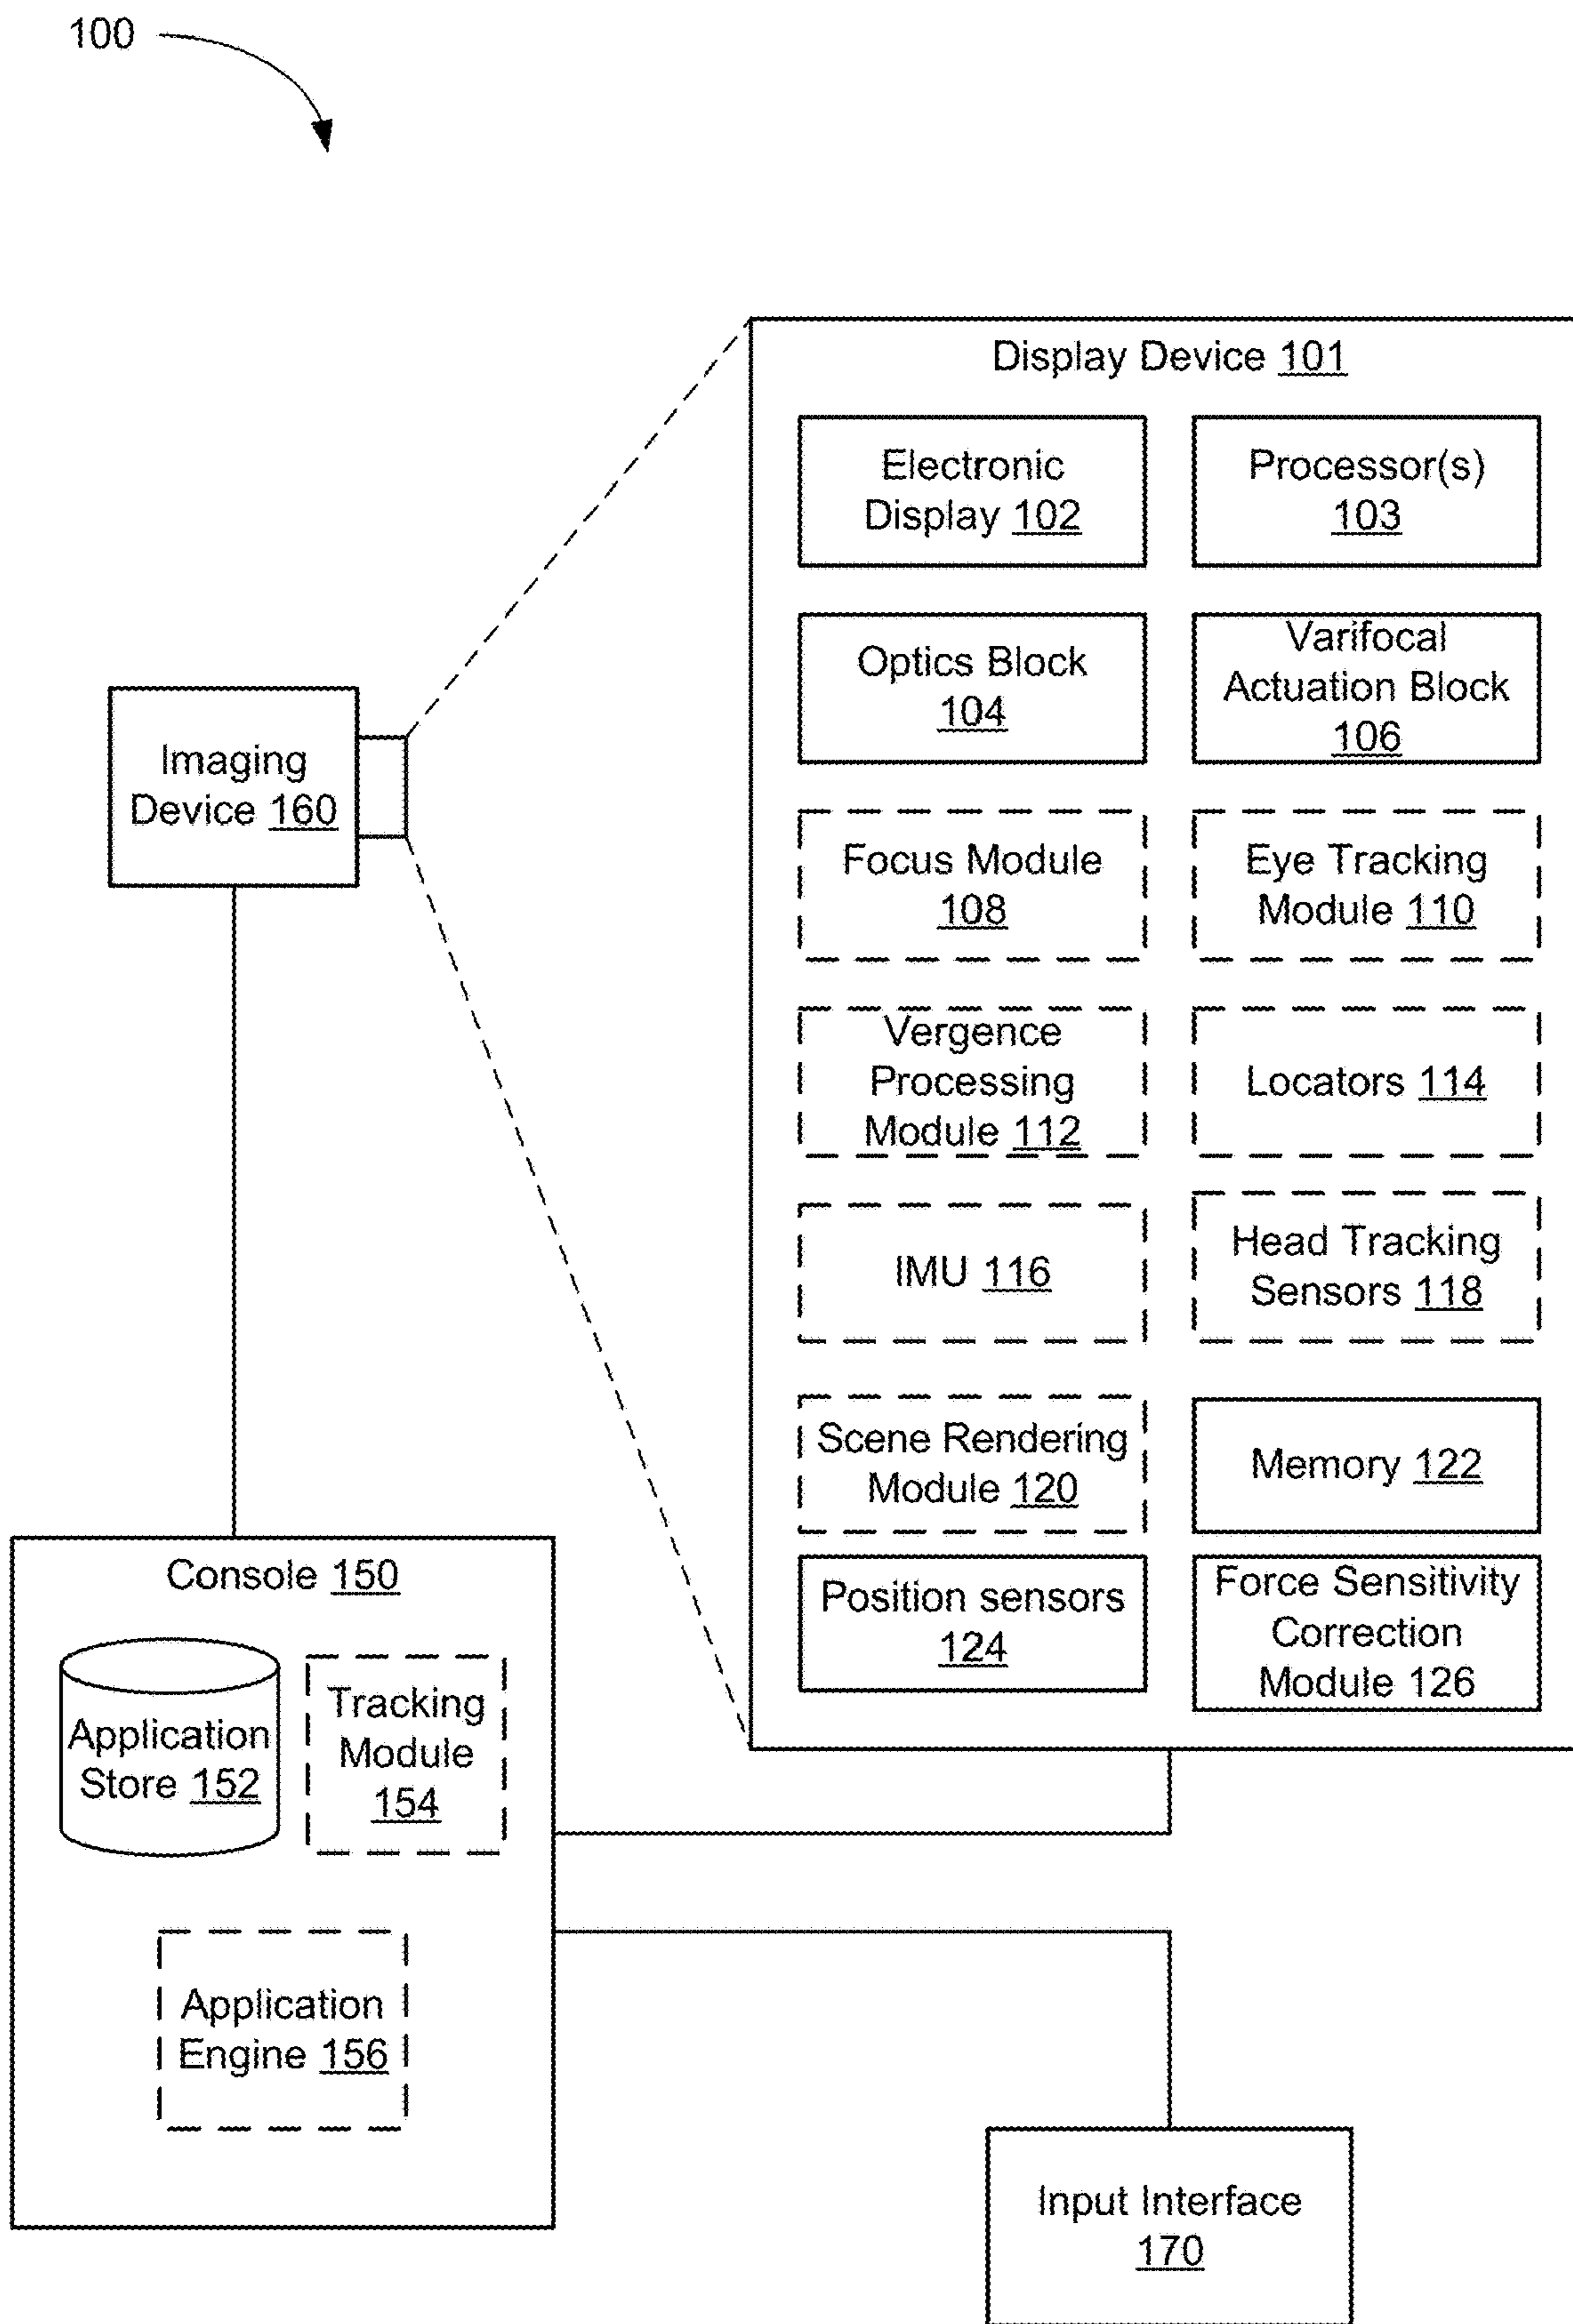 100
Display Device 101
Electronic
Display 102
Processor(s)
103
Optics Block
104
Varifocal
Actuation Block
106
Imaging
Device 160
Focus Module
108
Eye Tracking
Module 110
Vergence
Processing
Module 112
Locators 114
IMU 116
Head Tracking
Sensors 118
Scene Rendering
Module 120
Memory 122
Position sensors
124
Force Sensitivity
Correction
Module 126
Console 150
Application
Store 152
Tracking
Module
154
Application
Engine 156
Input Interface
170